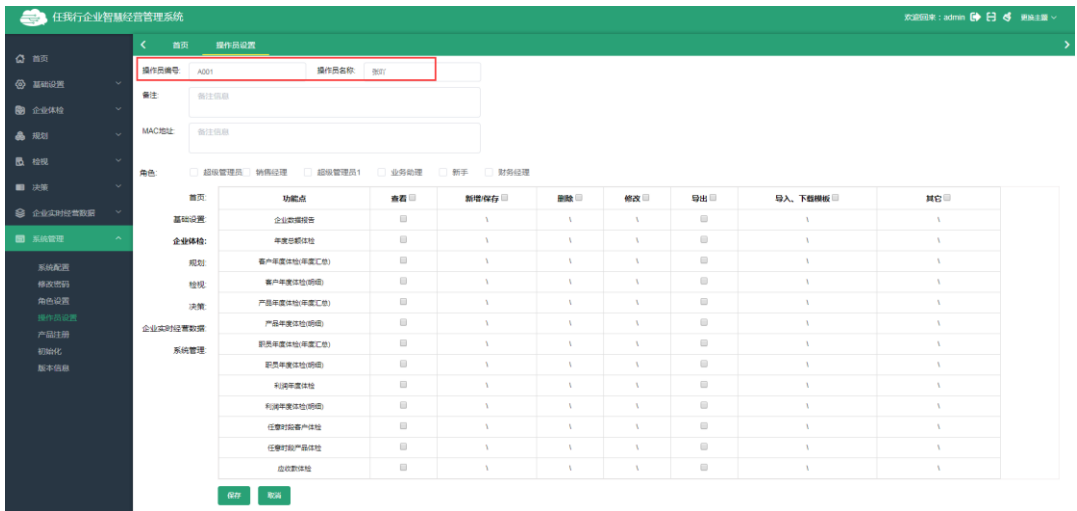 任我行企业智慧经营管理系统
欢迎回来：admin 更换主题
首页 操作员设置
首页
基础设置
企业体检
规划
检视
决策
企业实时经营数据
系统管理
系统配置
修改密码
角色设置
操作员设置
产品注册
初始化
版本信息
操作员编号: A001 操作员名称:
备注: 备注信息
MAC地址: 备注信息
角色: 超级管理员 销售经理 超级管理员1 业务助理 新手 财务经理
首页:
基础设置:
企业体检:
规划:
检视:
决策:
企业实时经营数据:
系统管理:
功能点 查看 新增/保存 删除 修改 导出 导入、下载模板 其它
企业数据报告 \ \ \ \ \
年度总额体检 \ \ \ \ \
客户年度体检(年度汇总) \ \ \ \ \
客户年度体检(明细) \ \ \ \ \
产品年度体检(年度汇总) \ \ \ \ \
产品年度体检(明细) \ \ \ \ \
职员年度体检(年度汇总) \ \ \ \ \
职员年度体检(明细) \ \ \ \ \
利润年度体检 \ \ \ \ \
利润年度体检(明细) \ \ \ \ \
任意时段客户体检 \ \ \ \ \
任意时段产品体检 \ \ \ \ \
应收款体检 \ \ \ \ \
保存 取消